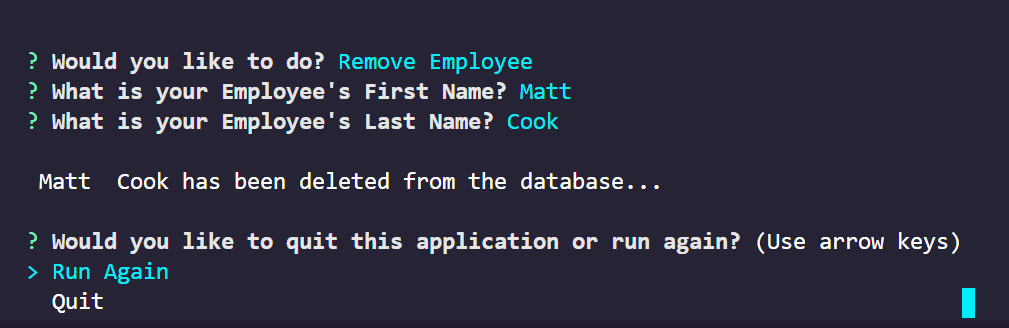 ? Would you like to do? Remove Employee
? What is your Employee's First Name? Matt
? What is your Employee's Last Name? Cook
Matt  Cook has been deleted from the database...
? Would you like to quit this application or run again? (Use arrow keys)
> Run Again
Quit